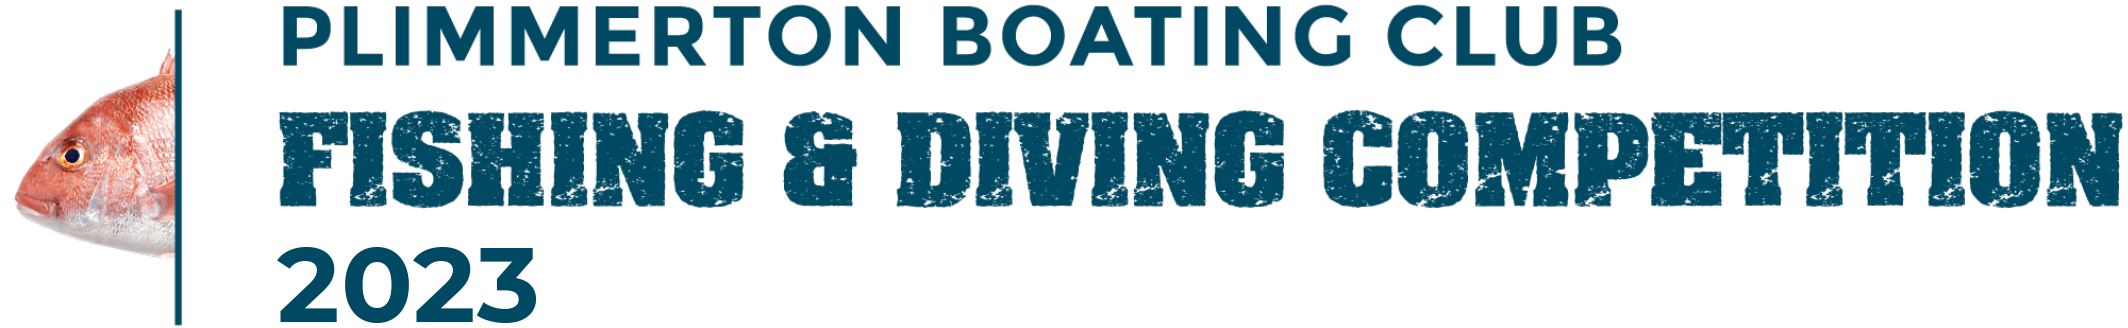 PLIMMERTON BOATING CLUB
FISHING & DIVING COMPETITION
2023